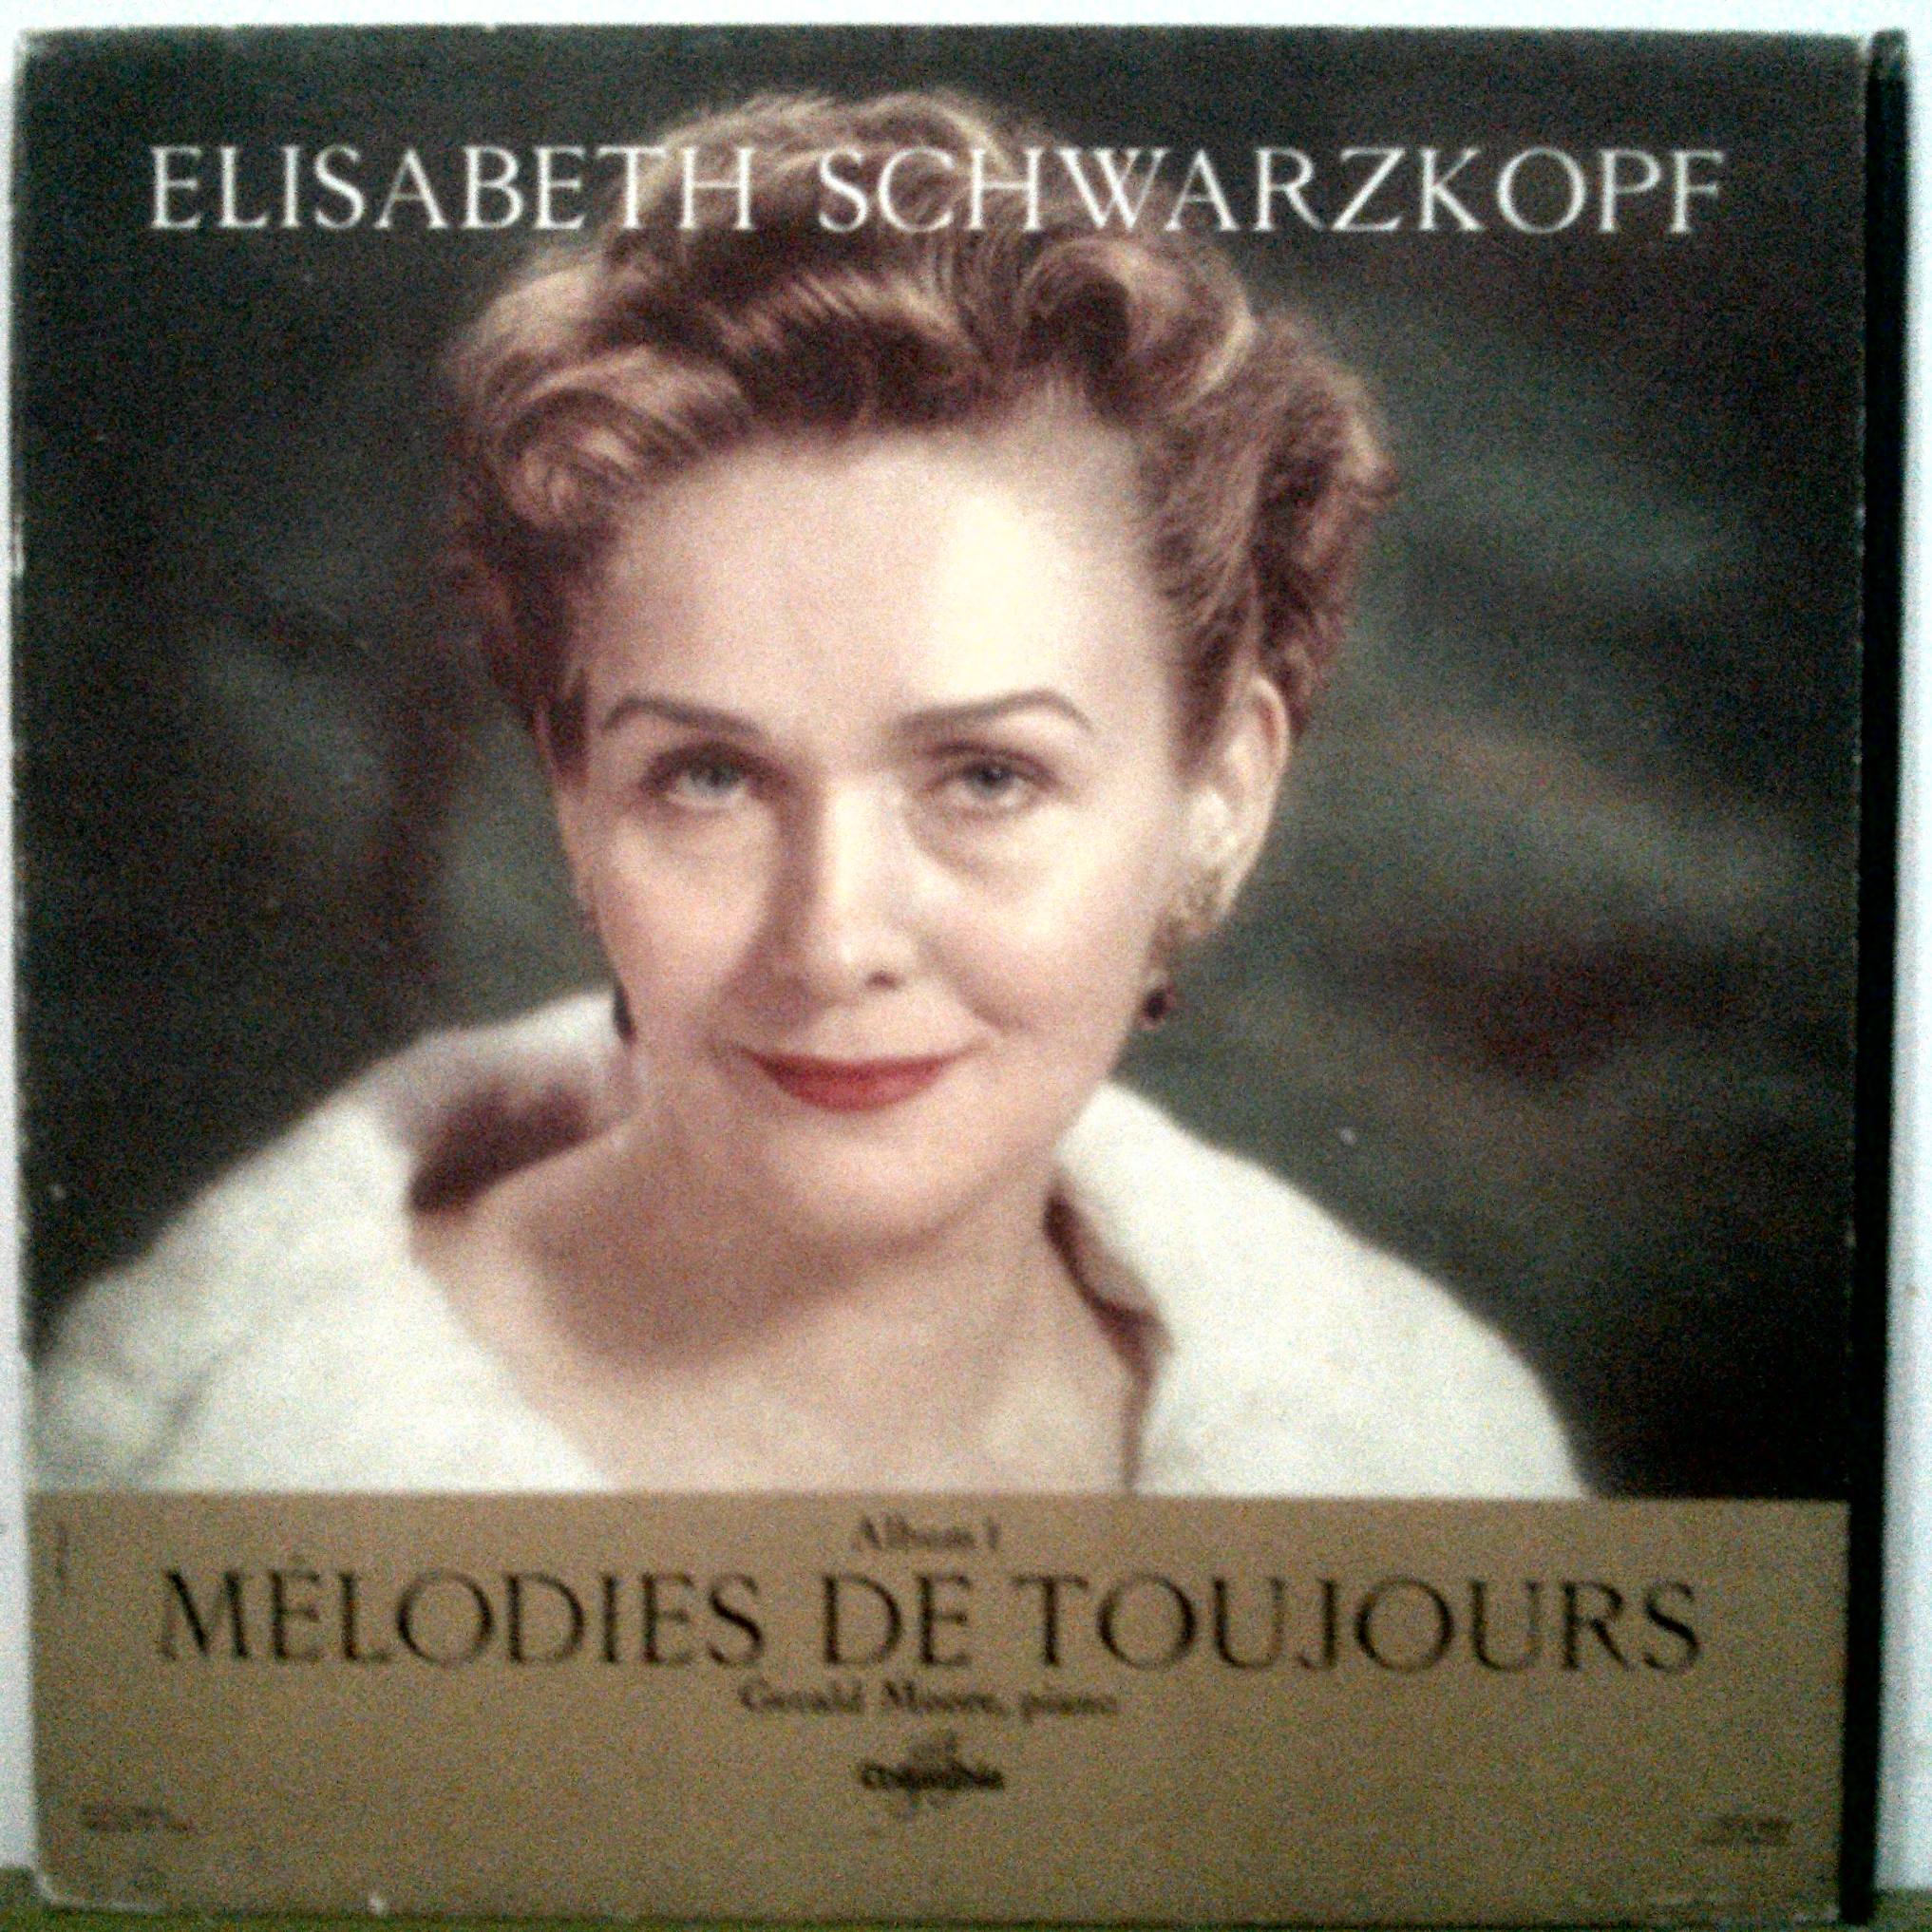 ELISABETH SCHWARZKOPF
Album 1
MÉLODIES DE TOUJOURS
Gerald Moore, piano
Columbia